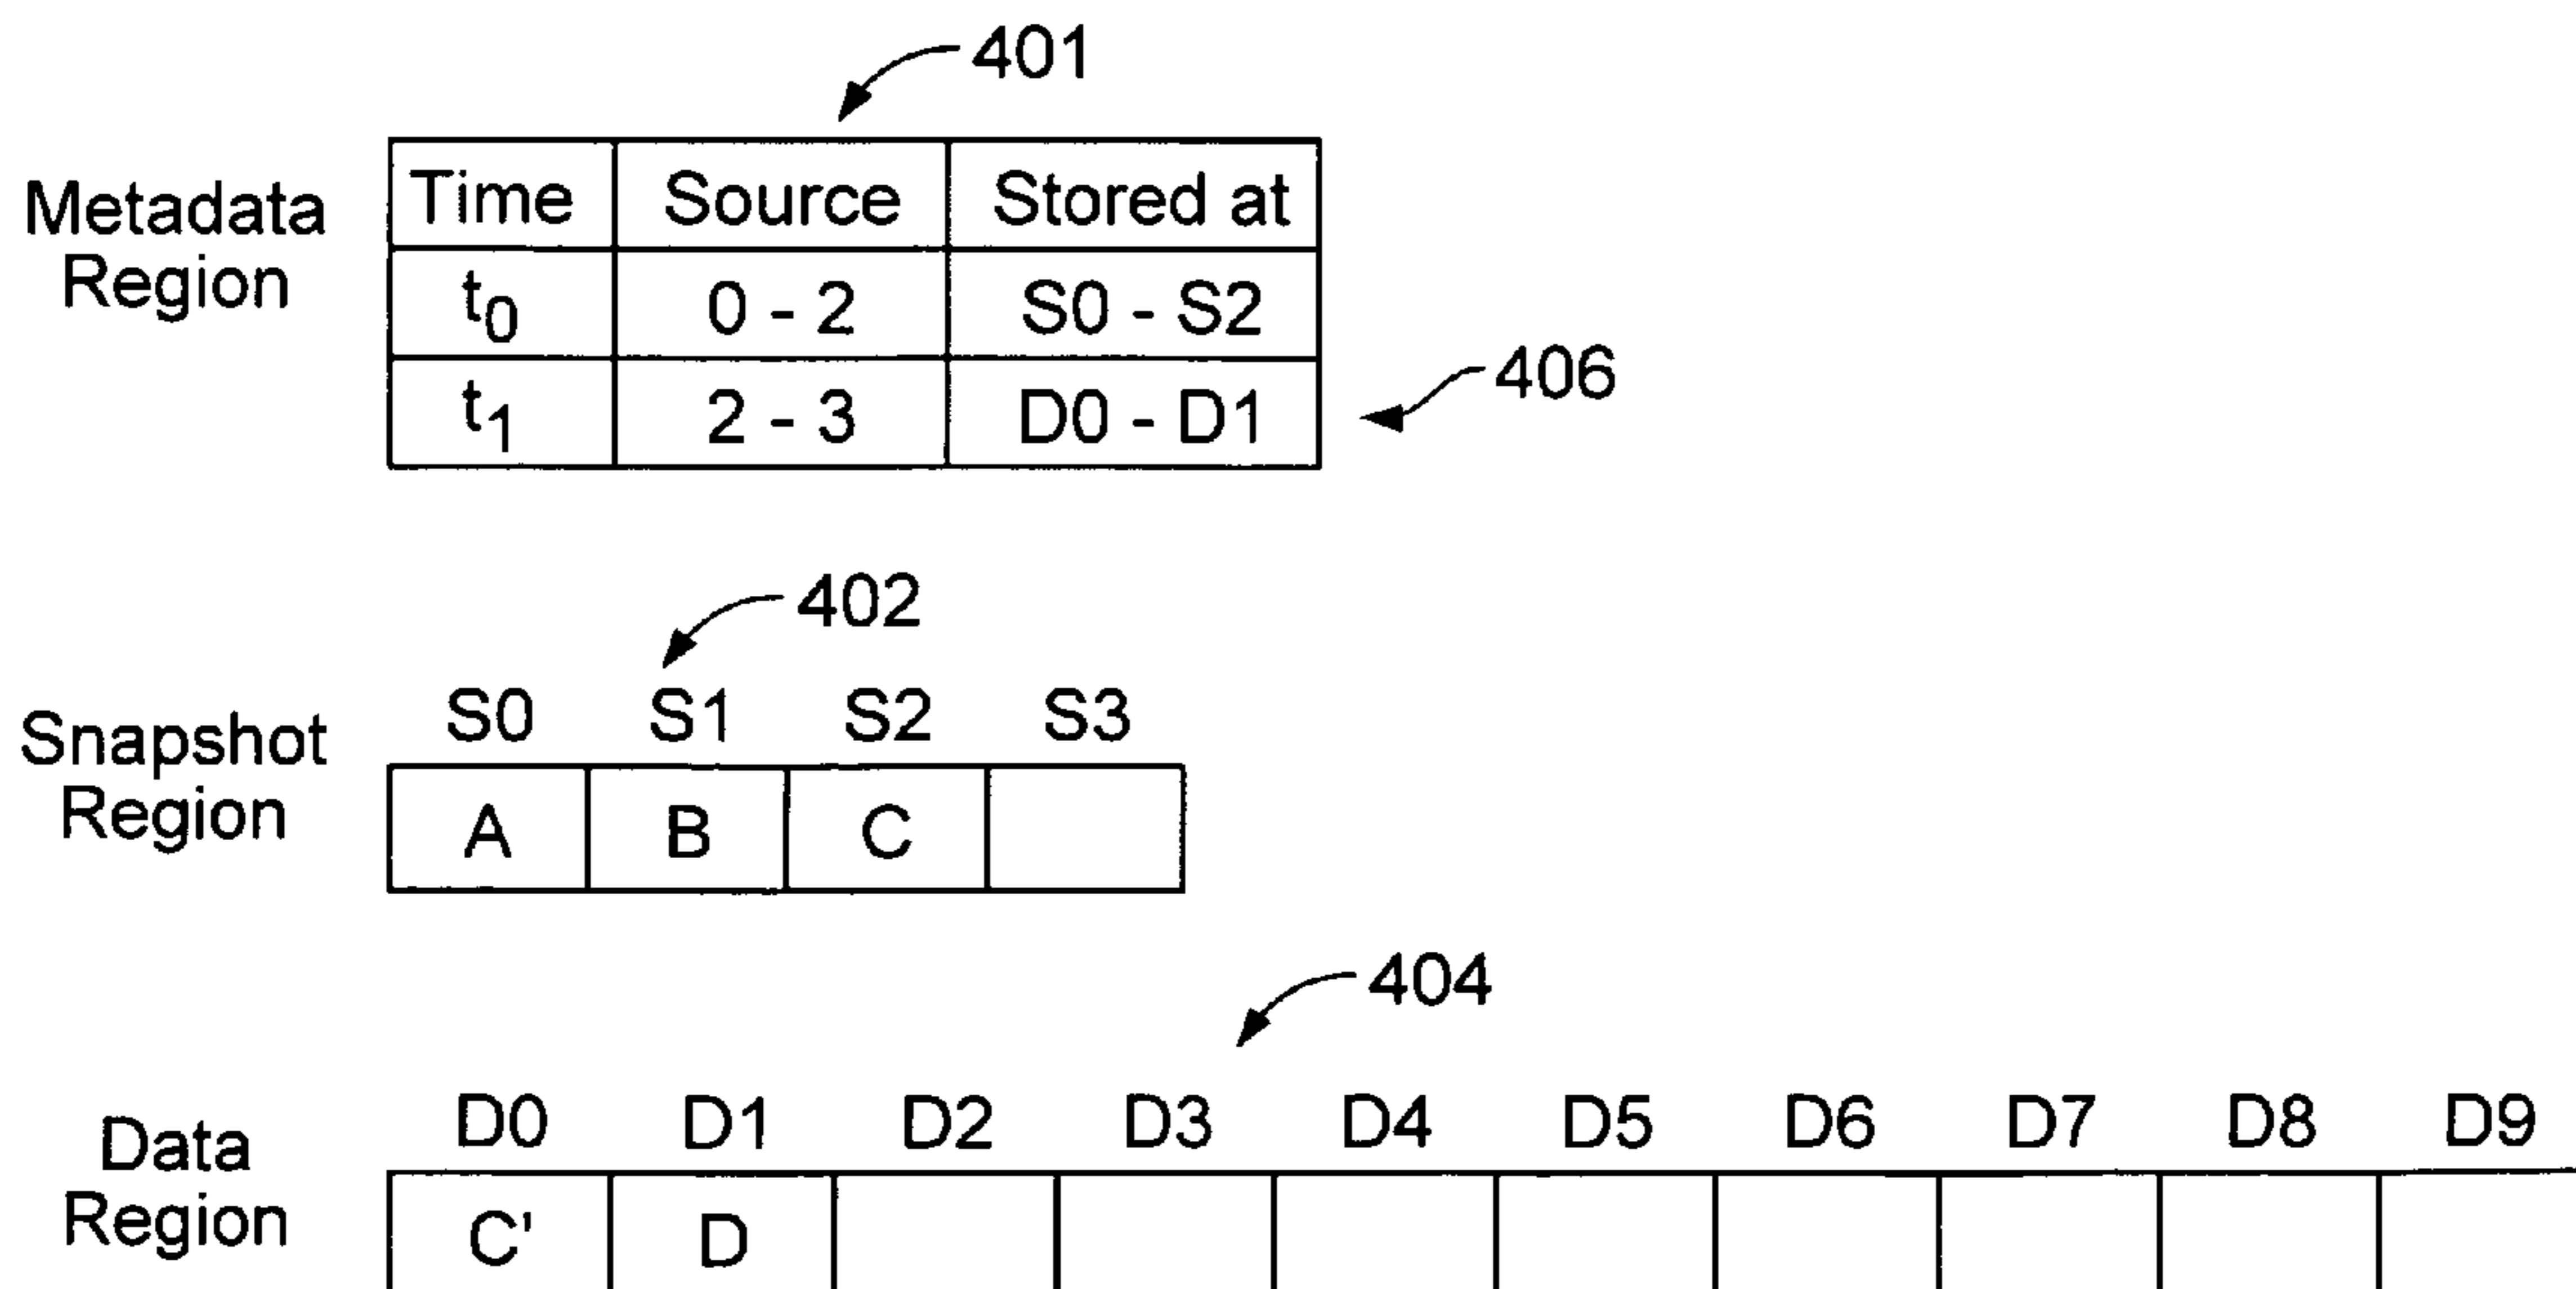 401
Metadata
Region
Time Source Stored at
t0 0 - 2 S0 - S2
t1 2 - 3 D0 - D1
406
402
Snapshot
Region
S0 S1 S2 S3
A B C
404
Data
Region
D0 D1 D2 D3 D4 D5 D6 D7 D8 D9
C' D